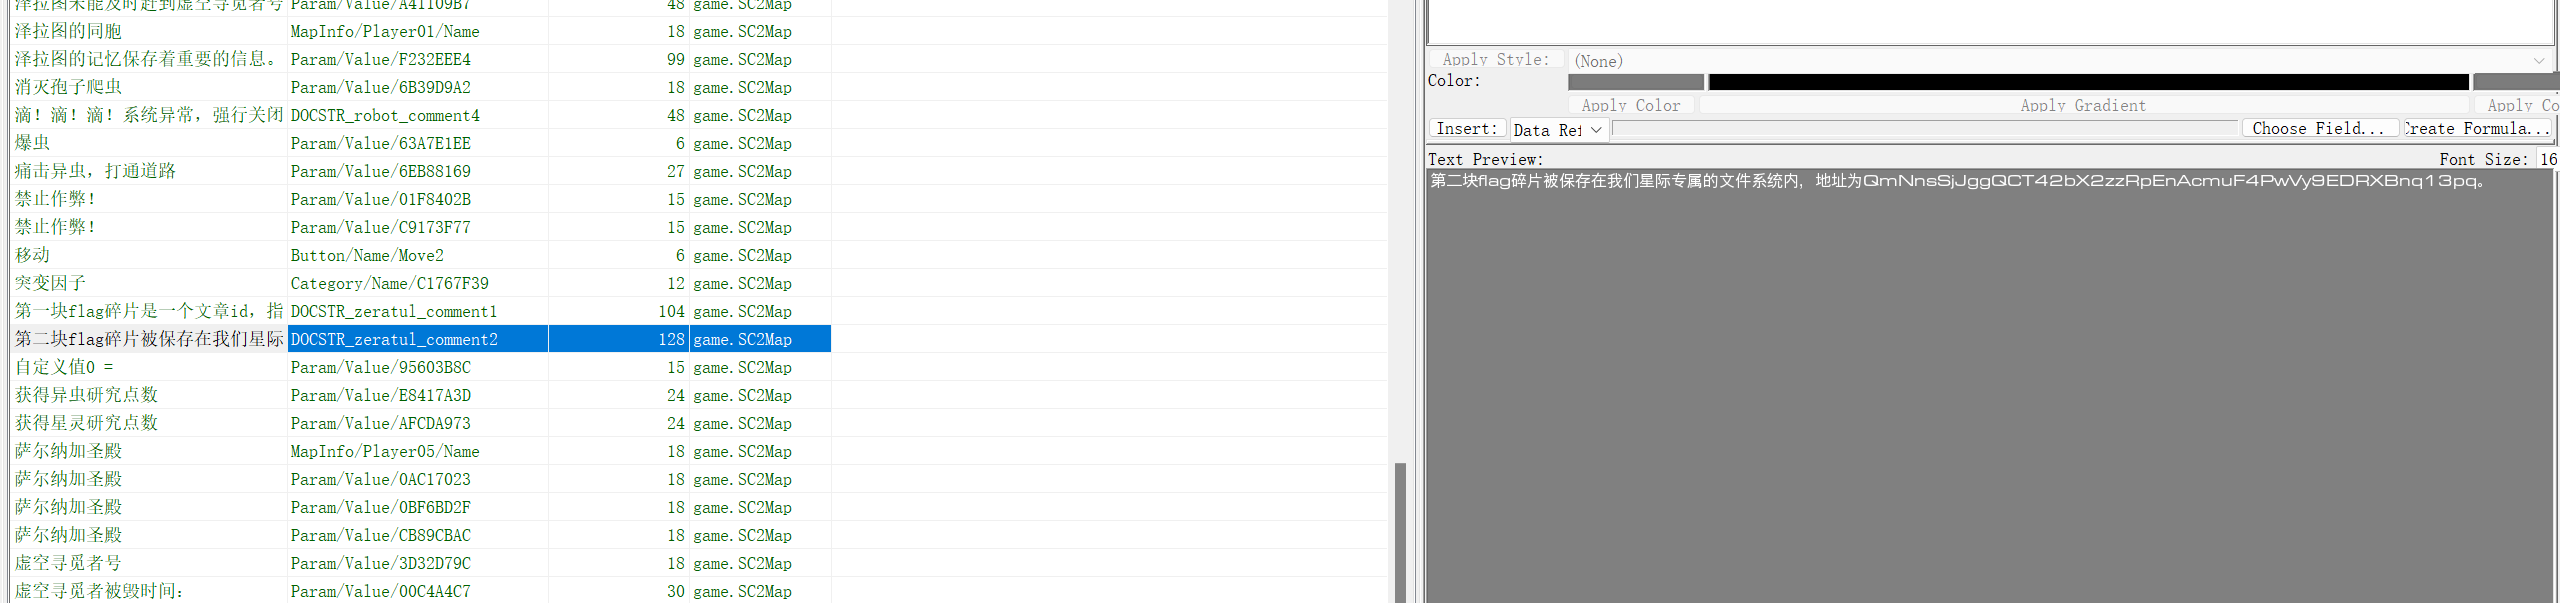 泽拉图未能及时赶到虚空寻觅者号 Param/Value/A41109B7 48 game.SC2Map
泽拉图的同胞 MapInfo/Player01/Name 18 game.SC2Map
泽拉图的记忆保存着重要的信息。 Param/Value/F232EEE4 99 game.SC2Map
消灭孢子爬虫 Param/Value/6B39D9A2 18 game.SC2Map
滴！滴！滴！系统异常，强行关闭 DOCSTR_robot_comment4 48 game.SC2Map
爆虫 Param/Value/63A7E1EE 6 game.SC2Map
痛击异虫，打通道路 Param/Value/6EB88169 27 game.SC2Map
禁止作弊！ Param/Value/01F8402B 15 game.SC2Map
禁止作弊！ Param/Value/C9173F77 15 game.SC2Map
移动 Button/Name/Move2 6 game.SC2Map
突变因子 Category/Name/C1767F39 12 game.SC2Map
第一块flag碎片是一个文章id，指 DOCSTR_zeratul_comment1 104 game.SC2Map
第二块flag碎片被保存在我们星际 DOCSTR_zeratul_comment2 128 game.SC2Map
自定义值0 = Param/Value/95603B8C 15 game.SC2Map
获得异虫研究点数 Param/Value/E8417A3D 24 game.SC2Map
获得星灵研究点数 Param/Value/AFCDA973 24 game.SC2Map
萨尔纳加圣殿 MapInfo/Player05/Name 18 game.SC2Map
萨尔纳加圣殿 Param/Value/0AC17023 18 game.SC2Map
萨尔纳加圣殿 Param/Value/0BF6BD2F 18 game.SC2Map
萨尔纳加圣殿 Param/Value/CB89CBAC 18 game.SC2Map
虚空寻觅者号 Param/Value/3D32D79C 18 game.SC2Map
虚空寻觅者被毁时间： Param/Value/00C4A4C7 30 game.SC2Map
Apply Style: (None)
Color:
Apply Color Apply Gradient Apply Co
Insert: Data Ref Choose Field... Create Formula...
Text Preview: Font Size: 16
第二块flag碎片被保存在我们星际专属的文件系统内，地址为QmNnsSjJggQCT42bX2zzRpEnAcmuF4PwVy9EDRXBnq13pq。